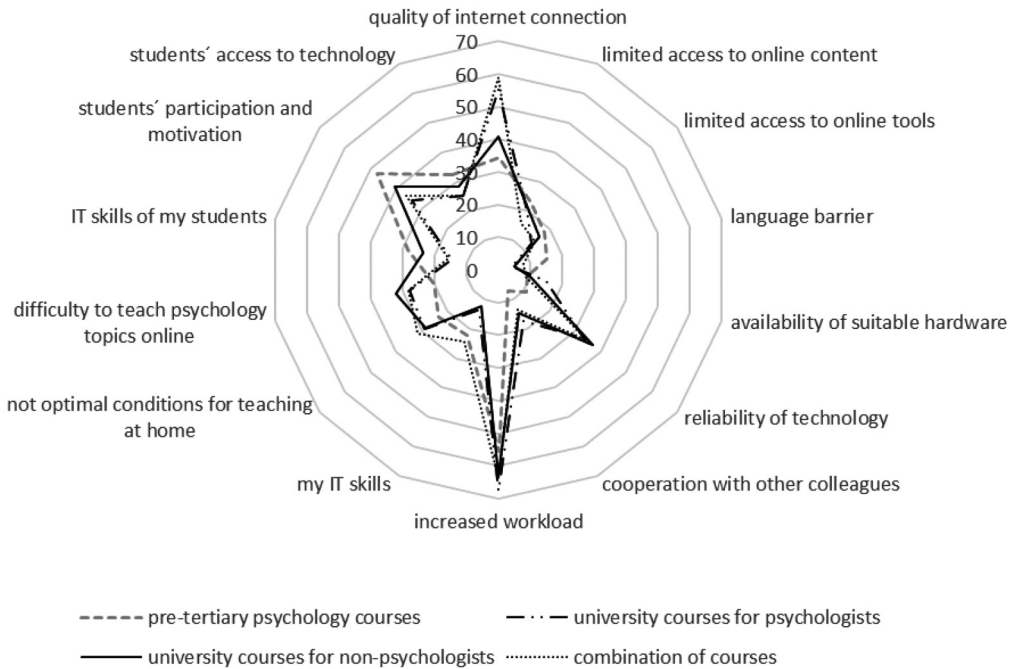 quality of internet connection
students´ access to technology
70
limited access to online content
60
students´ participation and
motivation
50
limited access to online tools
40
30
IT skills of my students
20
language barrier
10
0
difficulty to teach psychology
topics online
availability of suitable hardware
not optimal conditions for teaching
at home
reliability of technology
my IT skills
cooperation with other colleagues
increased workload
pre-tertiary psychology courses
university courses for psychologists
university courses for non-psychologists
combination of courses